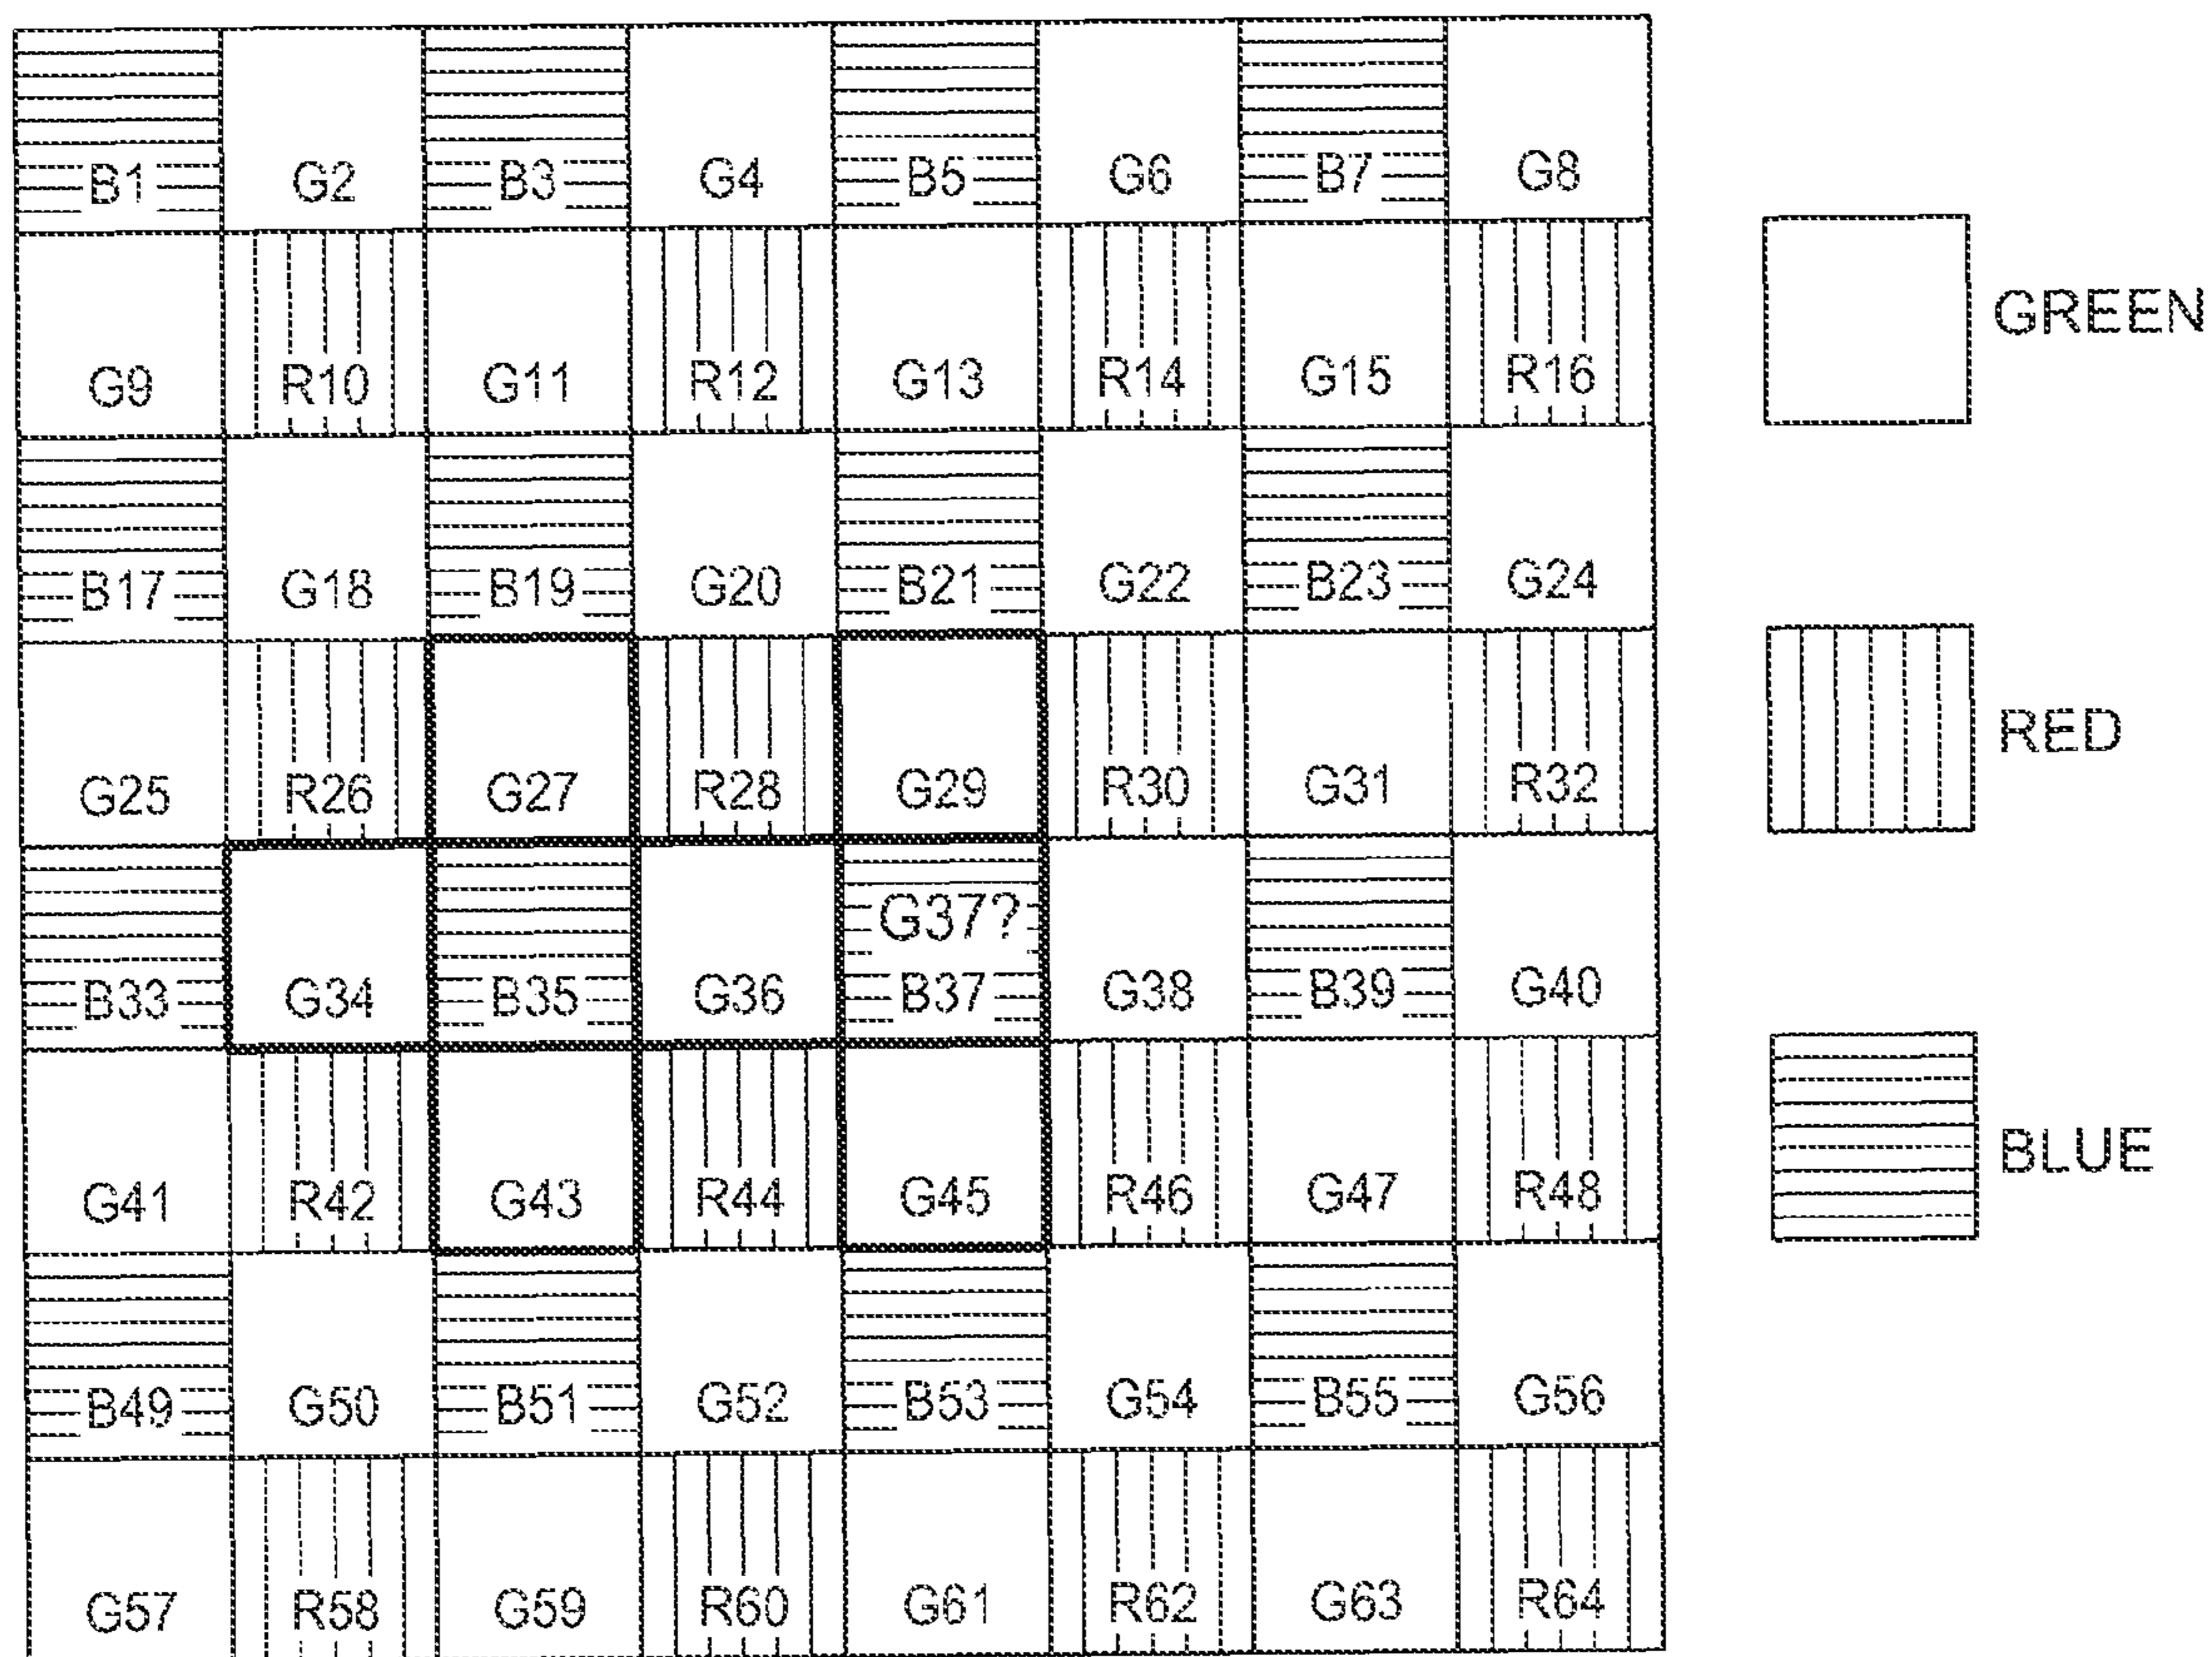 B1 G2 B3 G4 B5 G6 B7 G8
G9 R10 G11 R12 G13 R14 G15 R16
GREEN
B17 G18 B19 G20 B21 G22 B23 G24
G25 R26 G27 R28 G29 R30 G31 R32
RED
G37?
B33 G34 B35 G36 B37 G38 B39 G40
G41 R42 G43 R44 G45 R46 G47 R48
BLUE
B49 G50 B51 G52 B53 G54 B55 G56
G57 R58 G59 R60 G61 R62 G63 R64